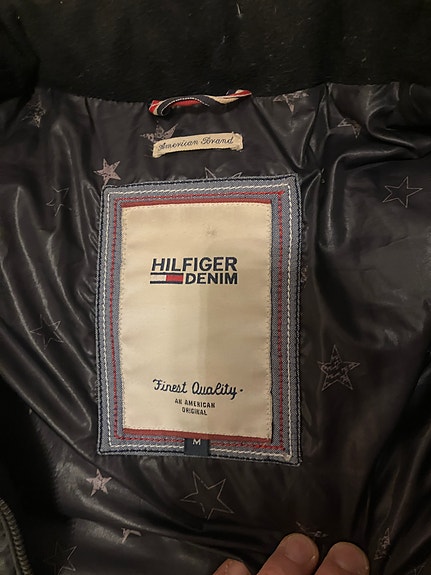 American Brand
HILFIGER
DENIM
Finest Quality
AN AMERICAN
ORIGINAL
M